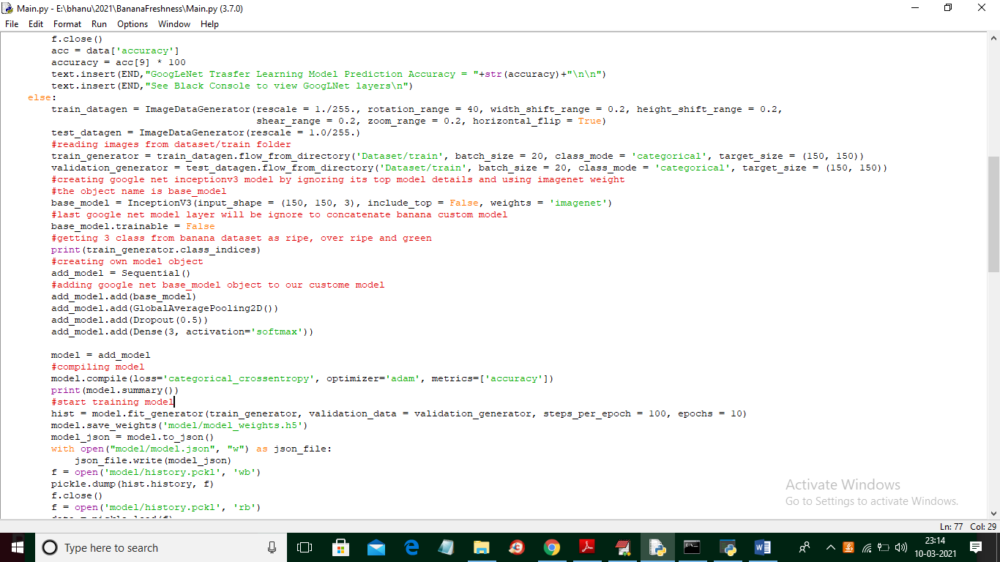 Main.py - E:\bhanu\2021\BananaFreshness\Main.py (3.7.0)
File Edit Format Run Options Window Help
f.close()
acc = data['accuracy']
accuracy = acc[9] * 100
text.insert(END,"GoogLeNet Trasfer Learning Model Prediction Accuracy = "+str(accuracy)+"\n\n")
text.insert(END,"See Black Console to view GoogLNet layers\n")
else:
train_datagen = ImageDataGenerator(rescale = 1./255., rotation_range = 40, width_shift_range = 0.2, height_shift_range = 0.2,
shear_range = 0.2, zoom_range = 0.2, horizontal_flip = True)
test_datagen = ImageDataGenerator(rescale = 1.0/255.)
#reading images from dataset/train folder
train_generator = train_datagen.flow_from_directory('Dataset/train', batch_size = 20, class_mode = 'categorical', target_size = (150, 150))
validation_generator = test_datagen.flow_from_directory('Dataset/train', batch_size = 20, class_mode = 'categorical', target_size = (150, 150))
#creating google net inceptionv3 model by ignoring its top model details and using imagenet weight
#the object name is base_model
base_model = InceptionV3(input_shape = (150, 150, 3), include_top = False, weights = 'imagenet')
#last google net model layer will be ignore to concatenate banana custom model
base_model.trainable = False
#getting 3 class from banana dataset as ripe, over ripe and green
print(train_generator.class_indices)
#creating own model object
add_model = Sequential()
#adding google net base_model object to our custome model
add_model.add(base_model)
add_model.add(GlobalAveragePooling2D())
add_model.add(Dropout(0.5))
add_model.add(Dense(3, activation='softmax'))
model = add_model
#compiling model
model.compile(loss='categorical_crossentropy', optimizer='adam', metrics=['accuracy'])
print(model.summary())
#start training model
hist = model.fit_generator(train_generator, validation_data = validation_generator, steps_per_epoch = 100, epochs = 10)
model.save_weights('model/model_weights.h5')
model_json = model.to_json()
with open("model/model.json", "w") as json_file:
json_file.write(model_json)
f = open('model/history.pckl', 'wb')
pickle.dump(hist.history, f)
f.close()
f = open('model/history.pckl', 'rb')
Activate Windows
Go to Settings to activate Windows.
Ln: 77 Col: 29
Type here to search
23:14
10-03-2021